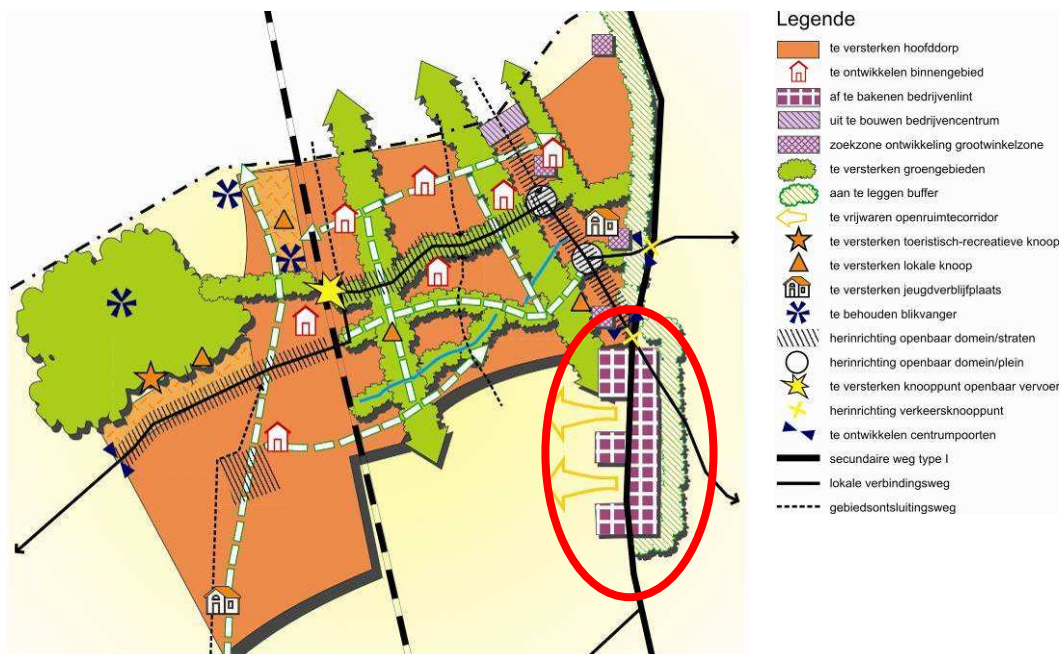 Legende
te versterken hoofddorp
te ontwikkelen binnengebied
af te bakenen bedrijvenlint
uit te bouwen bedrijvencentrum
zoekzone ontwikkeling grootwinkelzone
te versterken groengebieden
aan te leggen buffer
te vrijwaren openruimtecorridor
te versterken toeristisch-recreatieve knoop
te versterken lokale knoop
te versterken jeugdverblijfplaats
te behouden blikvanger
herinrichting openbaar domein/straten
herinrichting openbaar domein/plein
te versterken knooppunt openbaar vervoer
herinrichting verkeersknooppunt
te ontwikkelen centrumpoorten
secundaire weg type I
lokale verbindingsweg
gebiedsontsluitingsweg